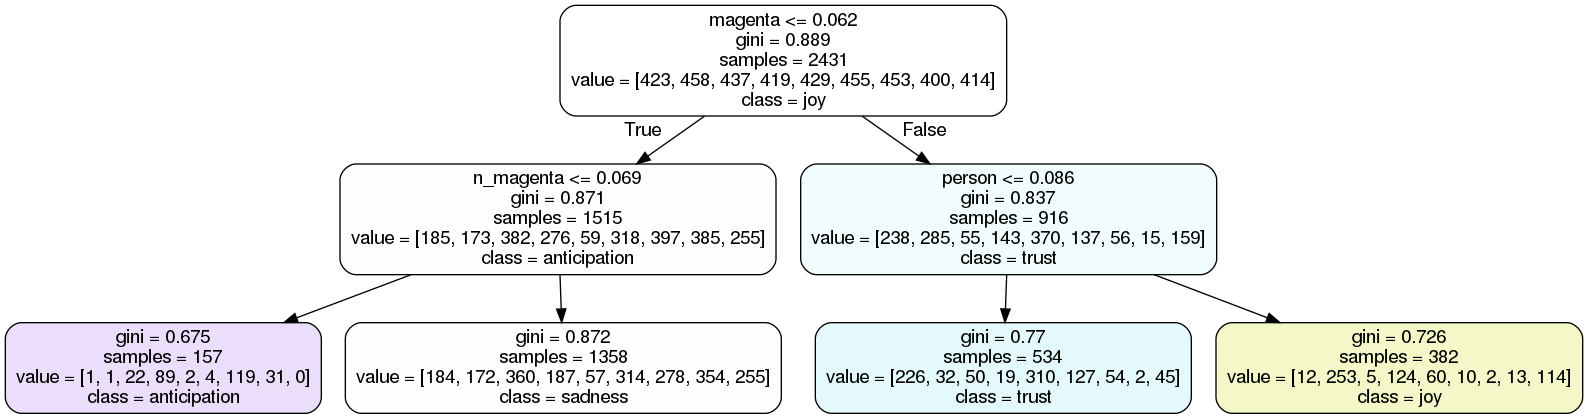 magenta <= 0.062
gini = 0.889
samples = 2431
value = [423, 458, 437, 419, 429, 455, 453, 400, 414]
class = joy
True
False
n_magenta <= 0.069
gini = 0.871
samples = 1515
value = [185, 173, 382, 276, 59, 318, 397, 385, 255]
class = anticipation
person <= 0.086
gini = 0.837
samples = 916
value = [238, 285, 55, 143, 370, 137, 56, 15, 159]
class = trust
gini = 0.675
samples = 157
value = [1, 1, 22, 89, 2, 4, 119, 31, 0]
class = anticipation
gini = 0.872
samples = 1358
value = [184, 172, 360, 187, 57, 314, 278, 354, 255]
class = sadness
gini = 0.77
samples = 534
value = [226, 32, 50, 19, 310, 127, 54, 2, 45]
class = trust
gini = 0.726
samples = 382
value = [12, 253, 5, 124, 60, 10, 2, 13, 114]
class = joy